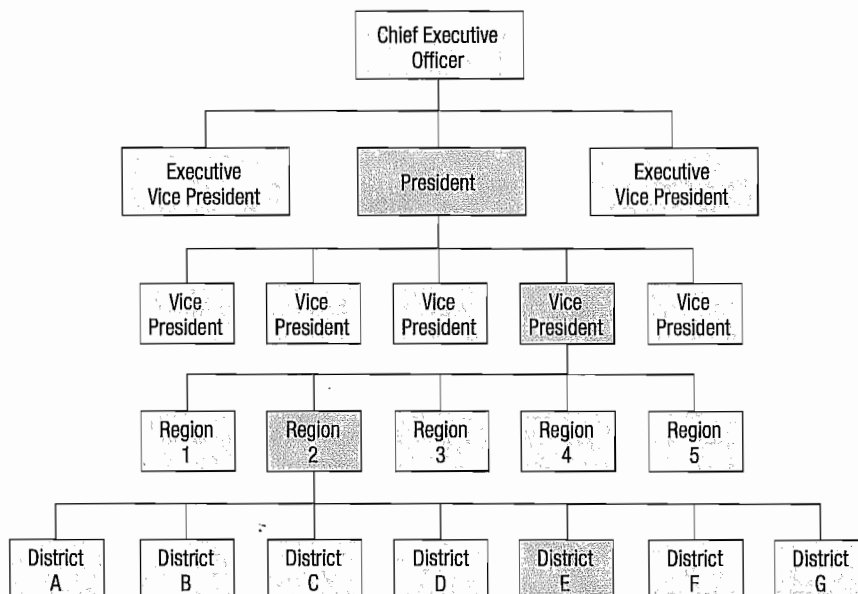 Chief Executive
Officer
Executive
Vice President
President
Executive
Vice President
Vice
President
Vice
President
Vice
President
Vice
President
Vice
President
Region
1
Region
2
Region
3
Region
4
Region
5
District
A
District
B
District
C
District
D
District
E
District
F
District
G